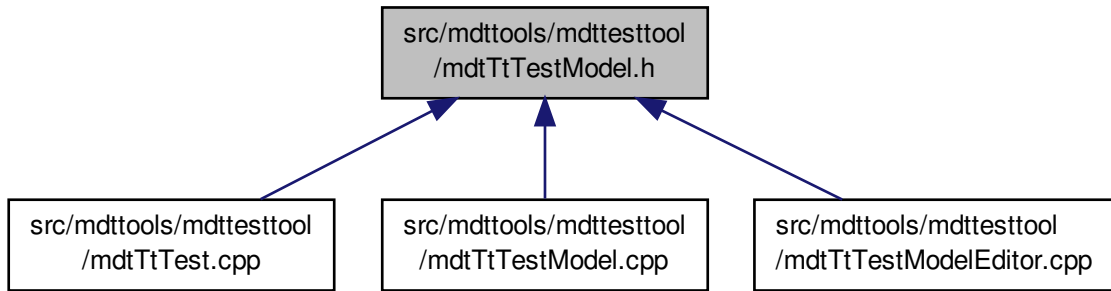 src/mdttools/mdttesttool
/mdtTtTestModel.h
src/mdttools/mdttesttool
/mdtTtTest.cpp
src/mdttools/mdttesttool
/mdtTtTestModel.cpp
src/mdttools/mdttesttool
/mdtTtTestModelEditor.cpp